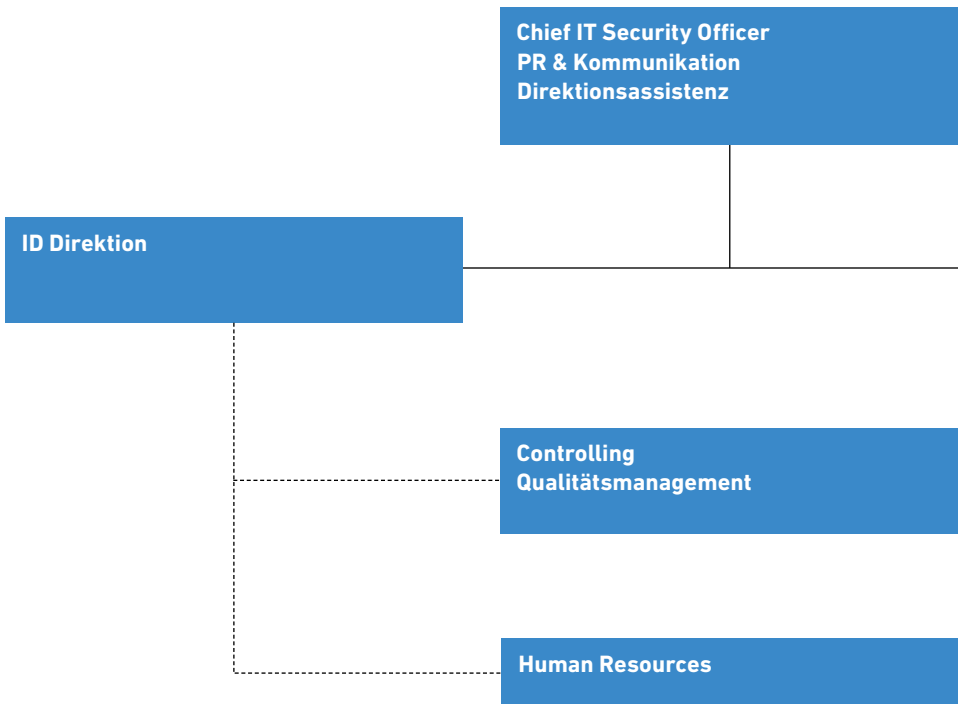 Chief IT Security Officer
PR & Kommunikation
Direktionsassistenz
ID Direktion
Controlling
Qualitätsmanagement
Human Resources